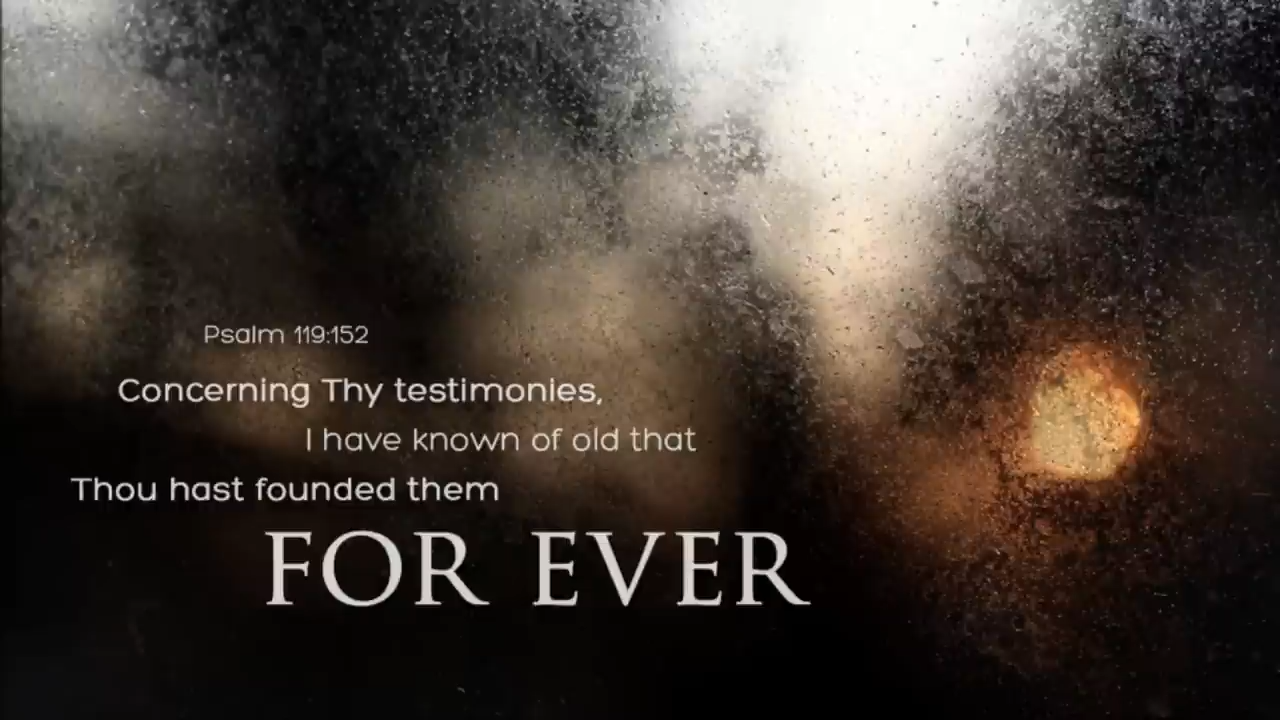 Psalm 119:152
Concerning Thy testimonies,
I have known of old that
Thou hast founded them
FOR EVER